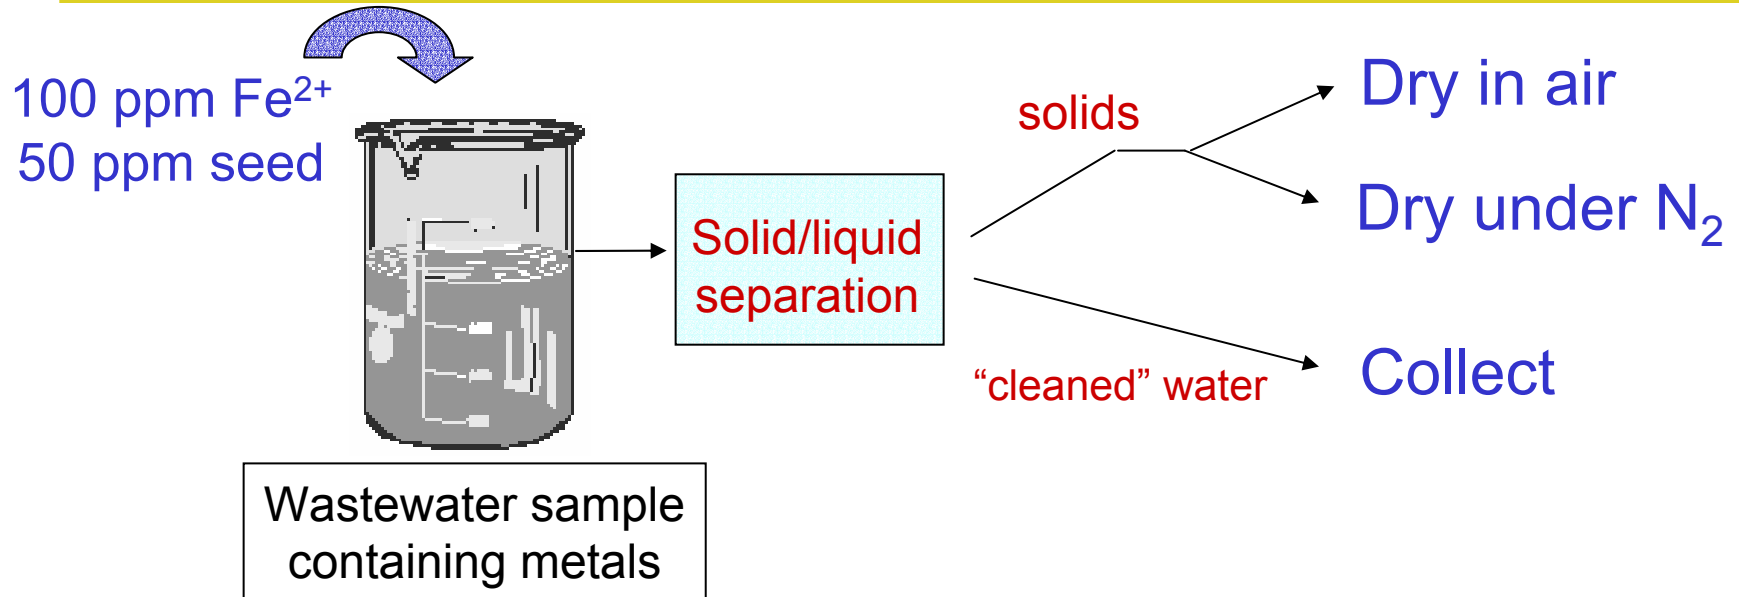 100 ppm Fe²⁺
50 ppm seed
Wastewater sample
containing metals
Solid/liquid
separation
solids
Dry in air
Dry under N₂
“cleaned” water
Collect